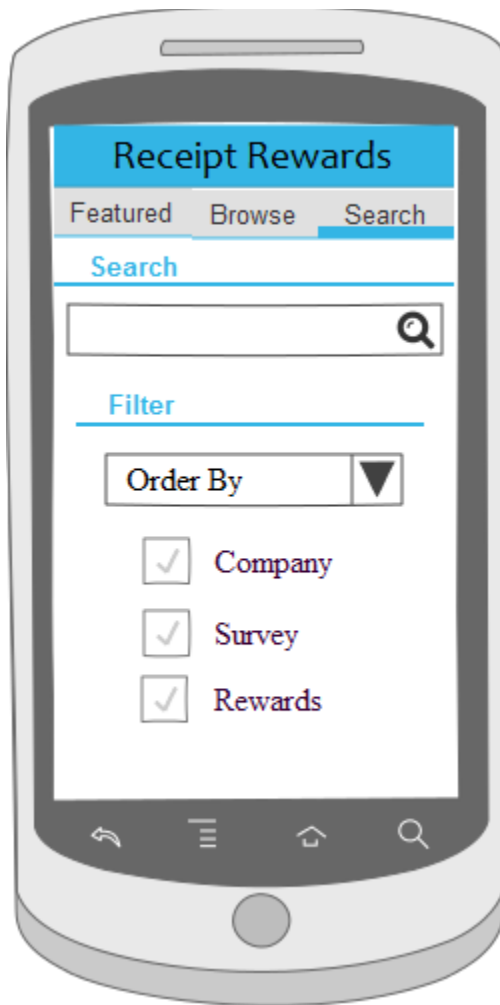 Receipt Rewards
Featured Browse Search
Search
Filter
Order By
Company
Survey
Rewards